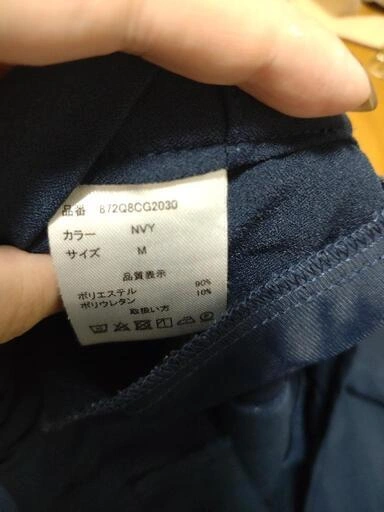 品番 872Q8CG2030
カラー NVY
サイズ M
品質表示
ポリエステル 90%
ポリウレタン 10%
取扱い方